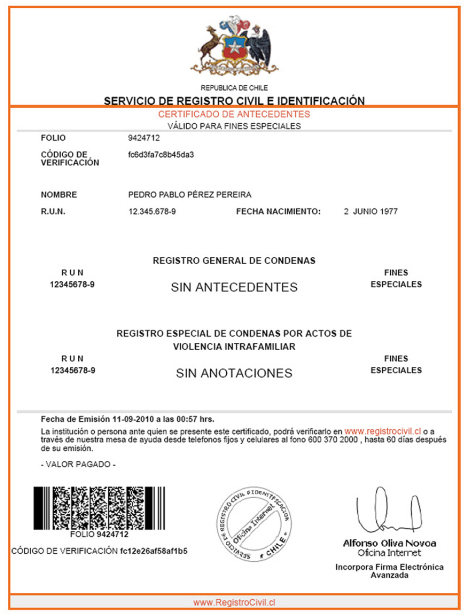 REPUBLICA DE CHILE
SERVICIO DE REGISTRO CIVIL E IDENTIFICACIÓN
CERTIFICADO DE ANTECEDENTES
VÁLIDO PARA FINES ESPECIALES
FOLIO 9424712
CÓDIGO DE VERIFICACIÓN fc6d3fa7c8b45da3
NOMBRE PEDRO PABLO PÉREZ PEREIRA
R.U.N. 12.345.678-9 FECHA NACIMIENTO: 2 JUNIO 1977
REGISTRO GENERAL DE CONDENAS
R U N FINES
12345678-9 SIN ANTECEDENTES ESPECIALES
REGISTRO ESPECIAL DE CONDENAS POR ACTOS DE
VIOLENCIA INTRAFAMILIAR
R U N FINES
12345678-9 SIN ANOTACIONES ESPECIALES
Fecha de Emisión 11-09-2010 a las 00:57 hrs.
La institución o persona ante quien se presente este certificado, podrá verificarlo en www.registrocivil.cl o a
través de nuestra mesa de ayuda desde telefonos fijos y celulares al fono 600 370 2000 , hasta 60 días después
de su emisión.
- VALOR PAGADO -
FOLIO 9424712
CÓDIGO DE VERIFICACIÓN fc12e26af58af1b5
SERVICIO DE REGISTRO CIVIL E IDENTIFICACION
Oficina Internet
* CHILE *
Alfonso Oliva Novoa
Oficina Internet
Incorpora Firma Electrónica
Avanzada
www.RegistroCivil.cl